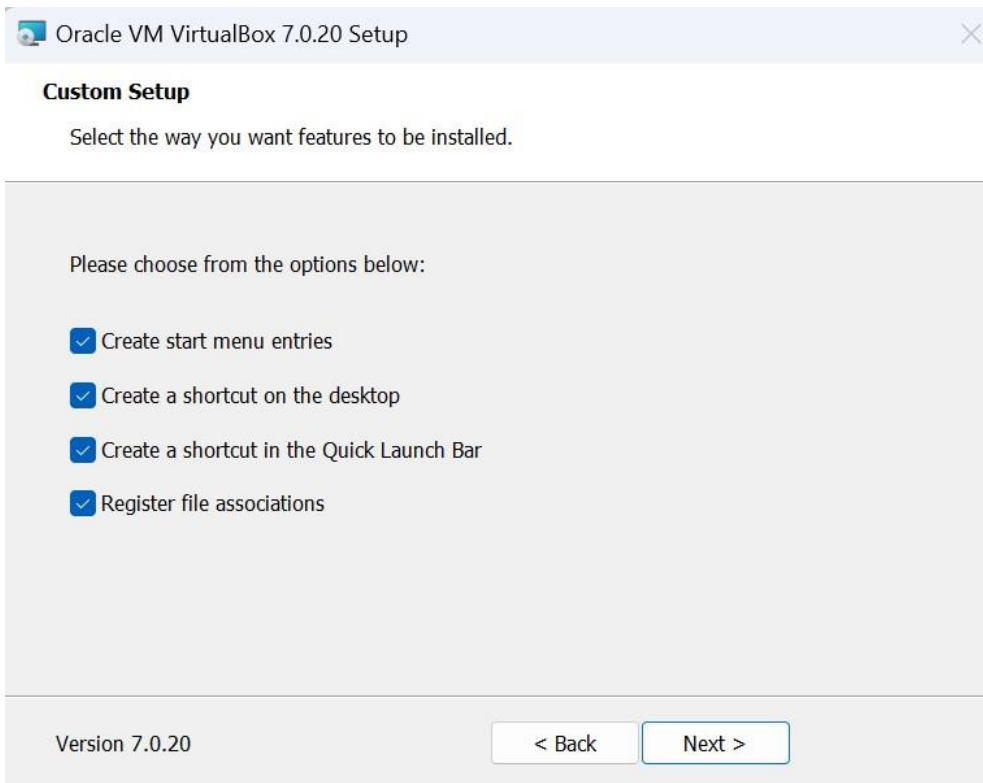 Oracle VM VirtualBox 7.0.20 Setup
Custom Setup
Select the way you want features to be installed.
Please choose from the options below:
Create start menu entries
Create a shortcut on the desktop
Create a shortcut in the Quick Launch Bar
Register file associations
Version 7.0.20
< Back
Next >